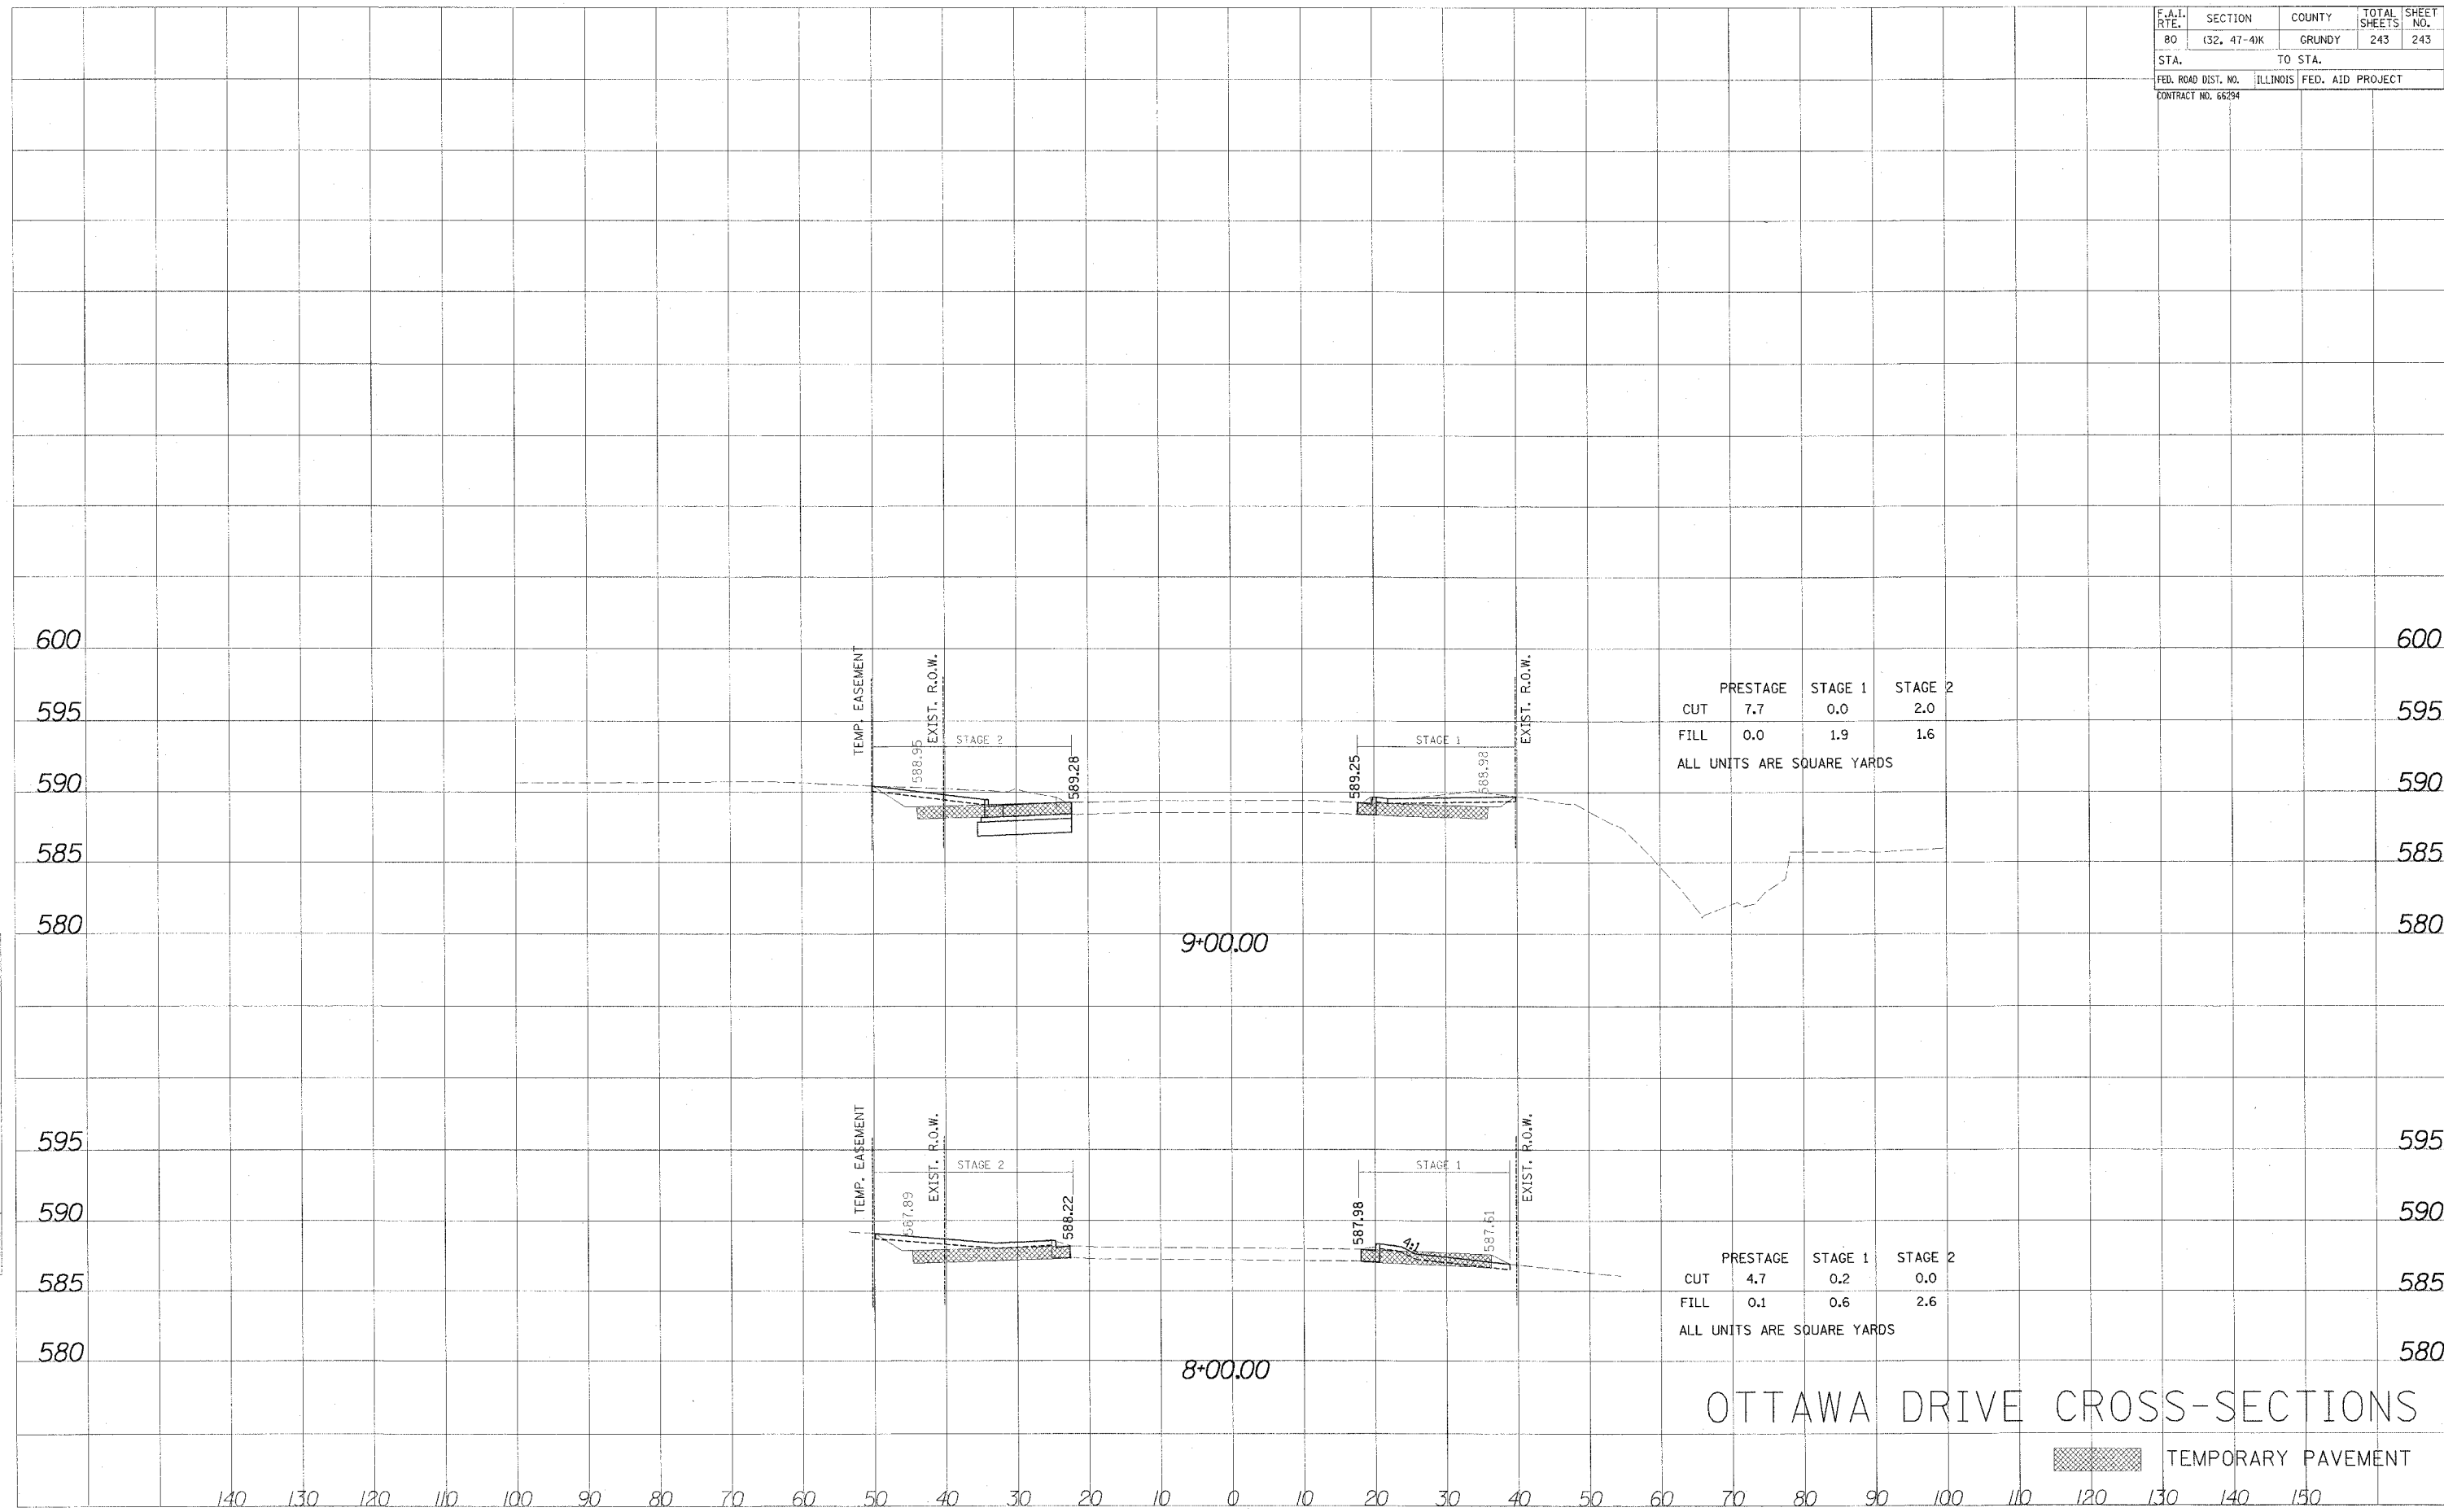 F.A.I. RTE. SECTION COUNTY TOTAL SHEETS SHEET NO.
80 (32, 47-4)K GRUNDY 243 243
STA. TO STA.
FED. ROAD DIST. NO. ILLINOIS FED. AID PROJECT
CONTRACT NO. 66294
600 600
TEMP. EASEMENT
EXIST. R.O.W.
EXIST. R.O.W.
PRESTAGE STAGE 1 STAGE 2
CUT 7.7 0.0 2.0
595 595
FILL 0.0 1.9 1.6
STAGE 2
STAGE 1
588.95
589.28
589.25
588.98
ALL UNITS ARE SQUARE YARDS
590 590
585 585
580 580
9+00.00
TEMP. EASEMENT
EXIST. R.O.W.
EXIST. R.O.W.
595 595
STAGE 2
STAGE 1
587.89
588.22
587.98
587.61
4:1
590 590
PRESTAGE STAGE 1 STAGE 2
CUT 4.7 0.2 0.0
585 585
FILL 0.1 0.6 2.6
ALL UNITS ARE SQUARE YARDS
580 580
8+00.00
OTTAWA DRIVE CROSS-SECTIONS
TEMPORARY PAVEMENT
140 130 120 110 100 90 80 70 60 50 40 30 20 10 0 10 20 30 40 50 60 70 80 90 100 110 120 130 140 150